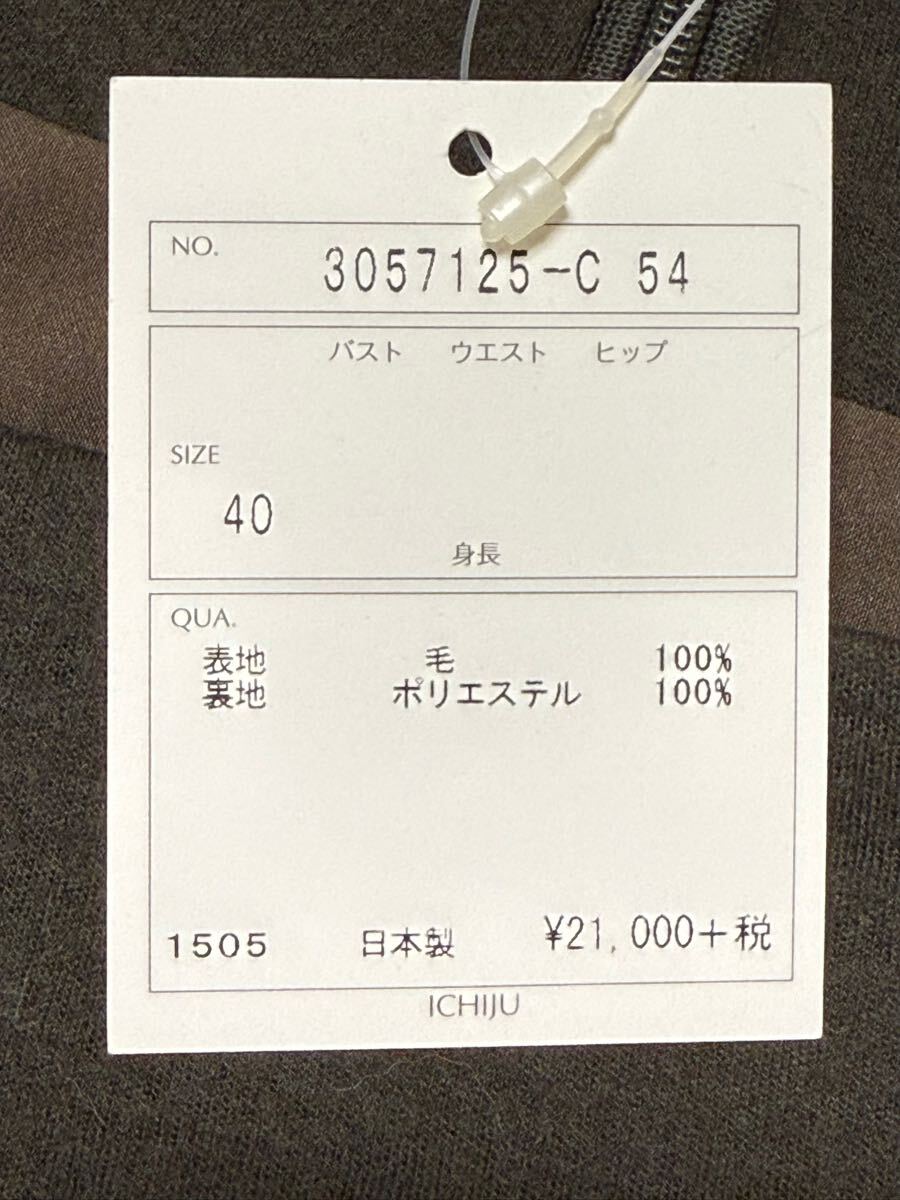 NO. 3057125-C 54
バスト ウエスト ヒップ
SIZE
40
身長
QUA.
表地 毛 100%
裏地 ポリエステル 100%
1505 日本製 ¥21,000+税
ICHIJU